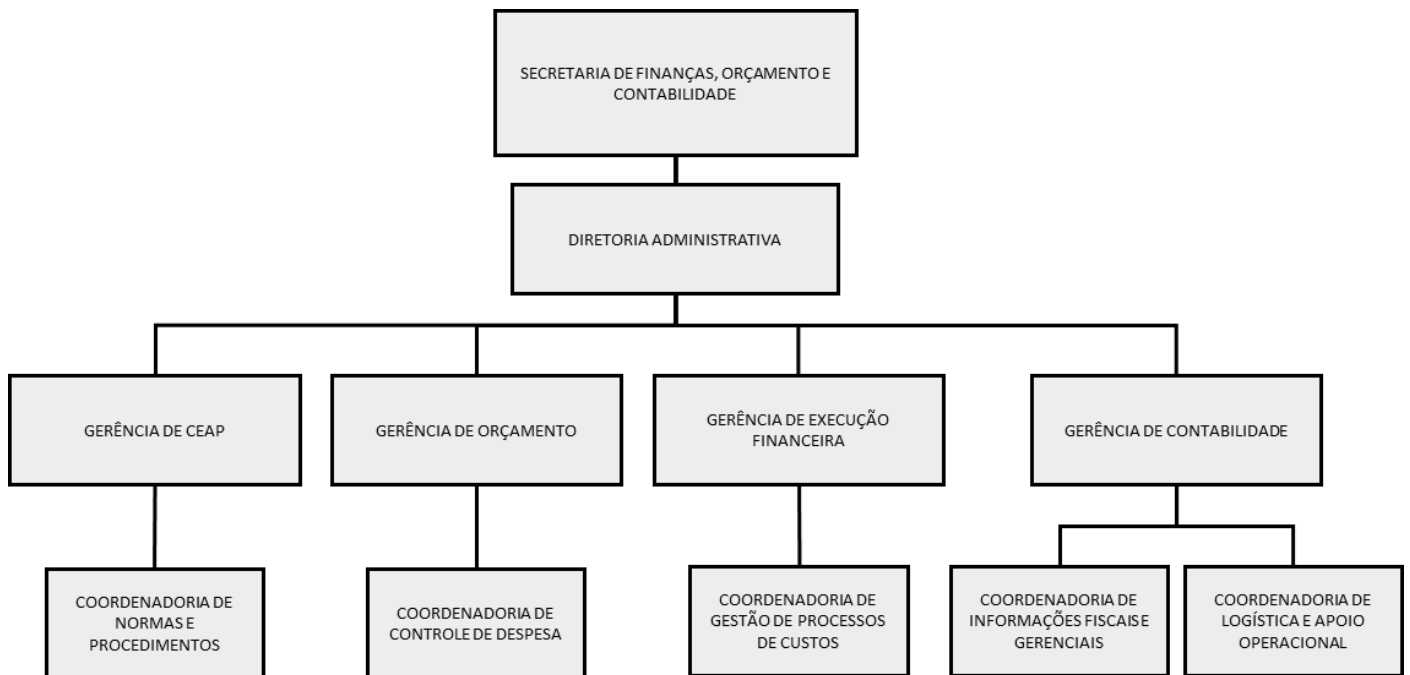 SECRETARIA DE FINANÇAS, ORÇAMENTO E
CONTABILIDADE
DIRETORIA ADMINISTRATIVA
GERÊNCIA DE CEAP
GERÊNCIA DE ORÇAMENTO
GERÊNCIA DE EXECUÇÃO
FINANCEIRA
GERÊNCIA DE CONTABILIDADE
COORDENADORIA DE
NORMAS E
PROCEDIMENTOS
COORDENADORIA DE
CONTROLE DE DESPESA
COORDENADORIA DE
GESTÃO DE PROCESSOS
DE CUSTOS
COORDENADORIA DE
INFORMAÇÕES FISCAIS E
GERENCIAIS
COORDENADORIA DE
LOGÍSTICA E APOIO
OPERACIONAL